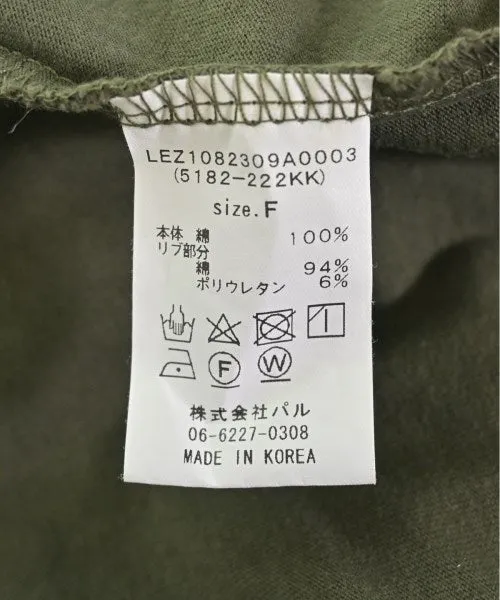 LEZ1082309A0003
(5182-222KK)
size.F
本体 綿 100%
リブ部分
綿 94%
ポリウレタン 6%
F W
株式会社パル
06-6227-0308
MADE IN KOREA